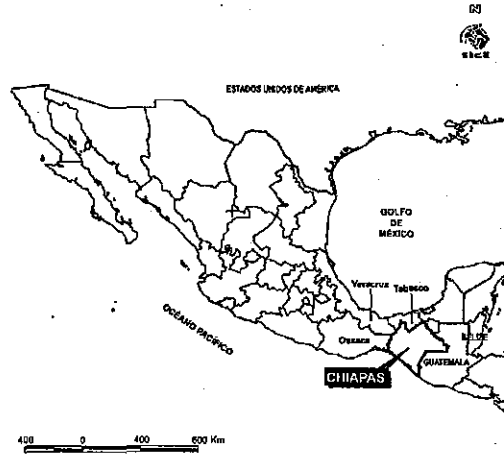 N
ESTADOS UNIDOS DE AMÉRICA
GOLFO
DE
MÉXICO
Veracruz Tabasco
OCÉANO PACÍFICO
Oaxaca
BELICE
GUATEMALA
CHIAPAS
400 0 400 600 Km